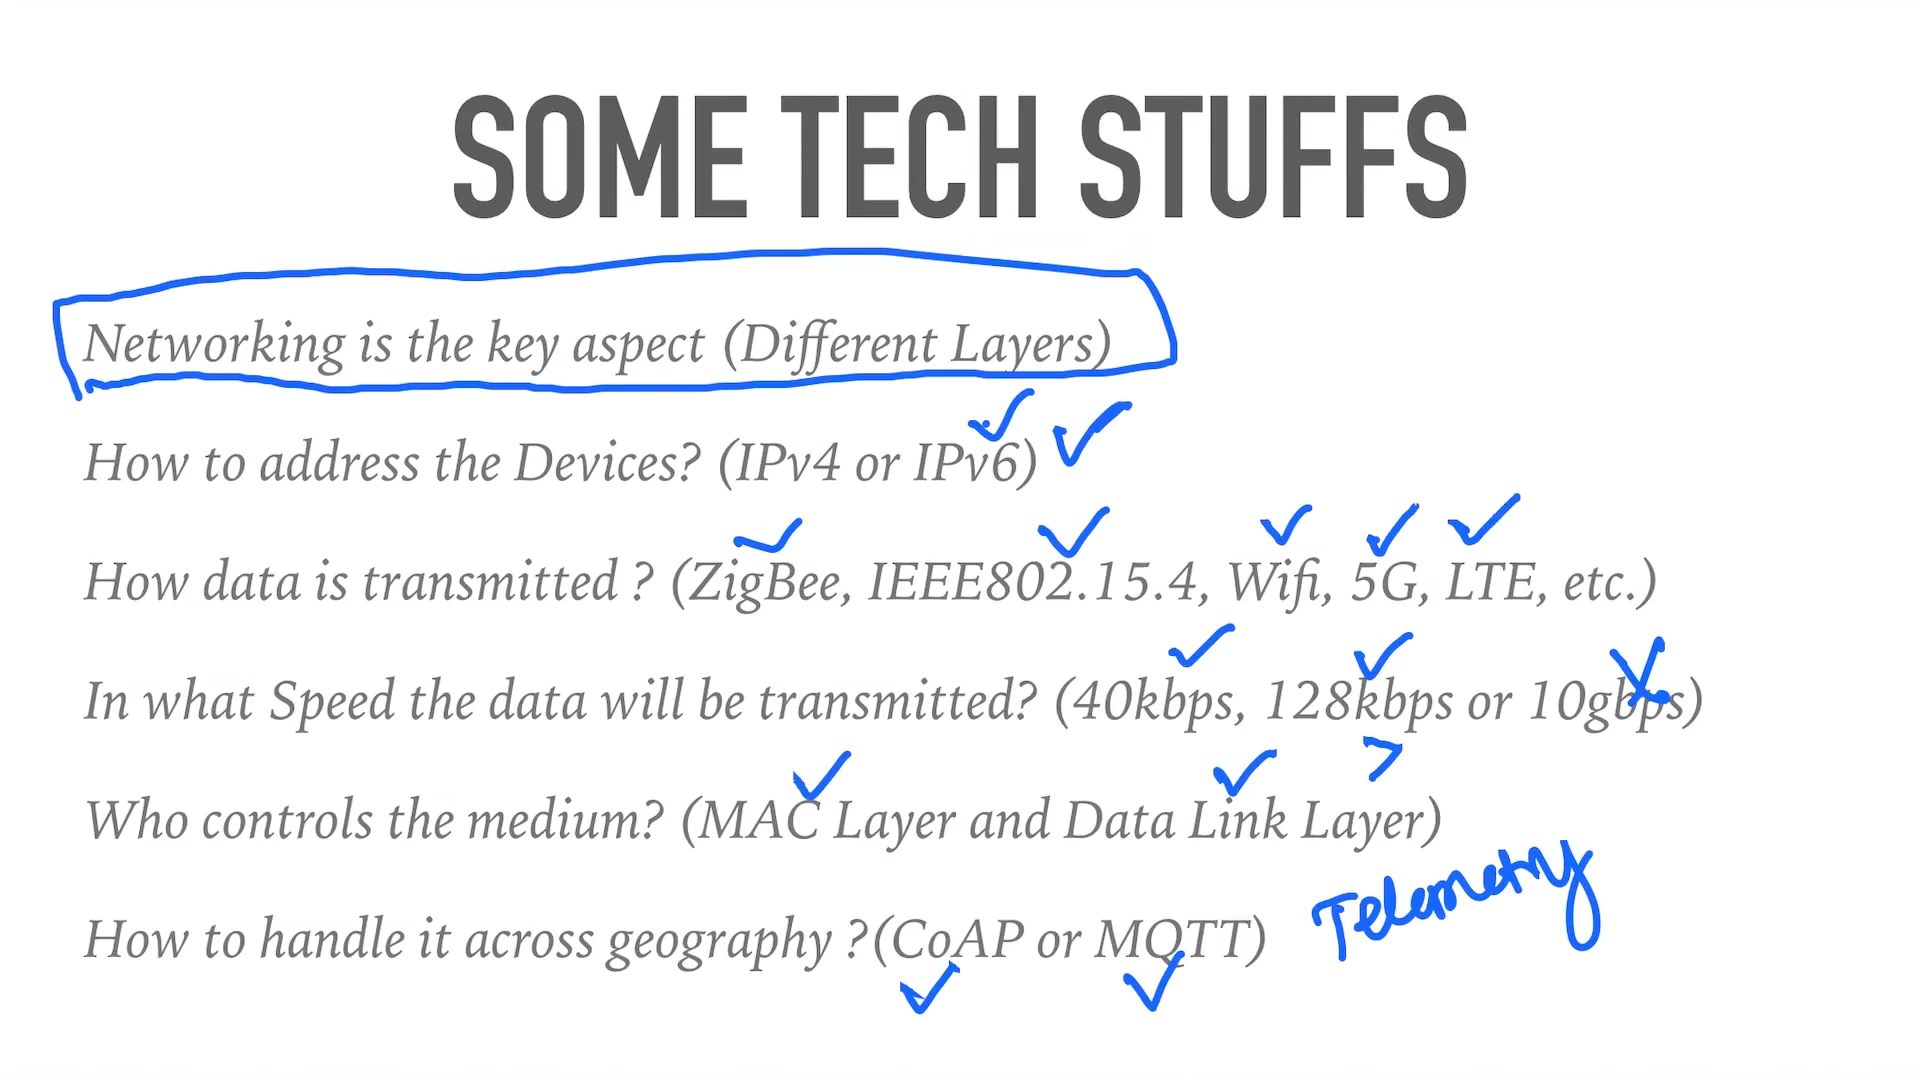 SOME TECH STUFFS
Networking is the key aspect (Different Layers)
How to address the Devices? (IPv4 or IPv6)
How data is transmitted ? (ZigBee, IEEE802.15.4, Wifi, 5G, LTE, etc.)
In what Speed the data will be transmitted? (40kbps, 128kbps or 10gbps)
Who controls the medium? (MAC Layer and Data Link Layer)
How to handle it across geography ?(CoAP or MQTT)
Telemetry